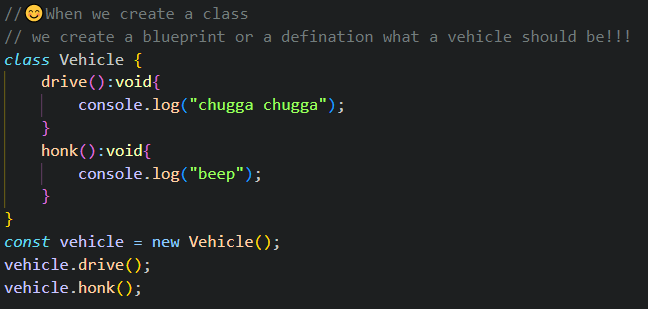 //😊When we create a class
// we create a blueprint or a defination what a vehicle should be!!!
class Vehicle {
    drive():void{
        console.log("chugga chugga");
    }
    honk():void{
        console.log("beep");
    }
}
const vehicle = new Vehicle();
vehicle.drive();
vehicle.honk();